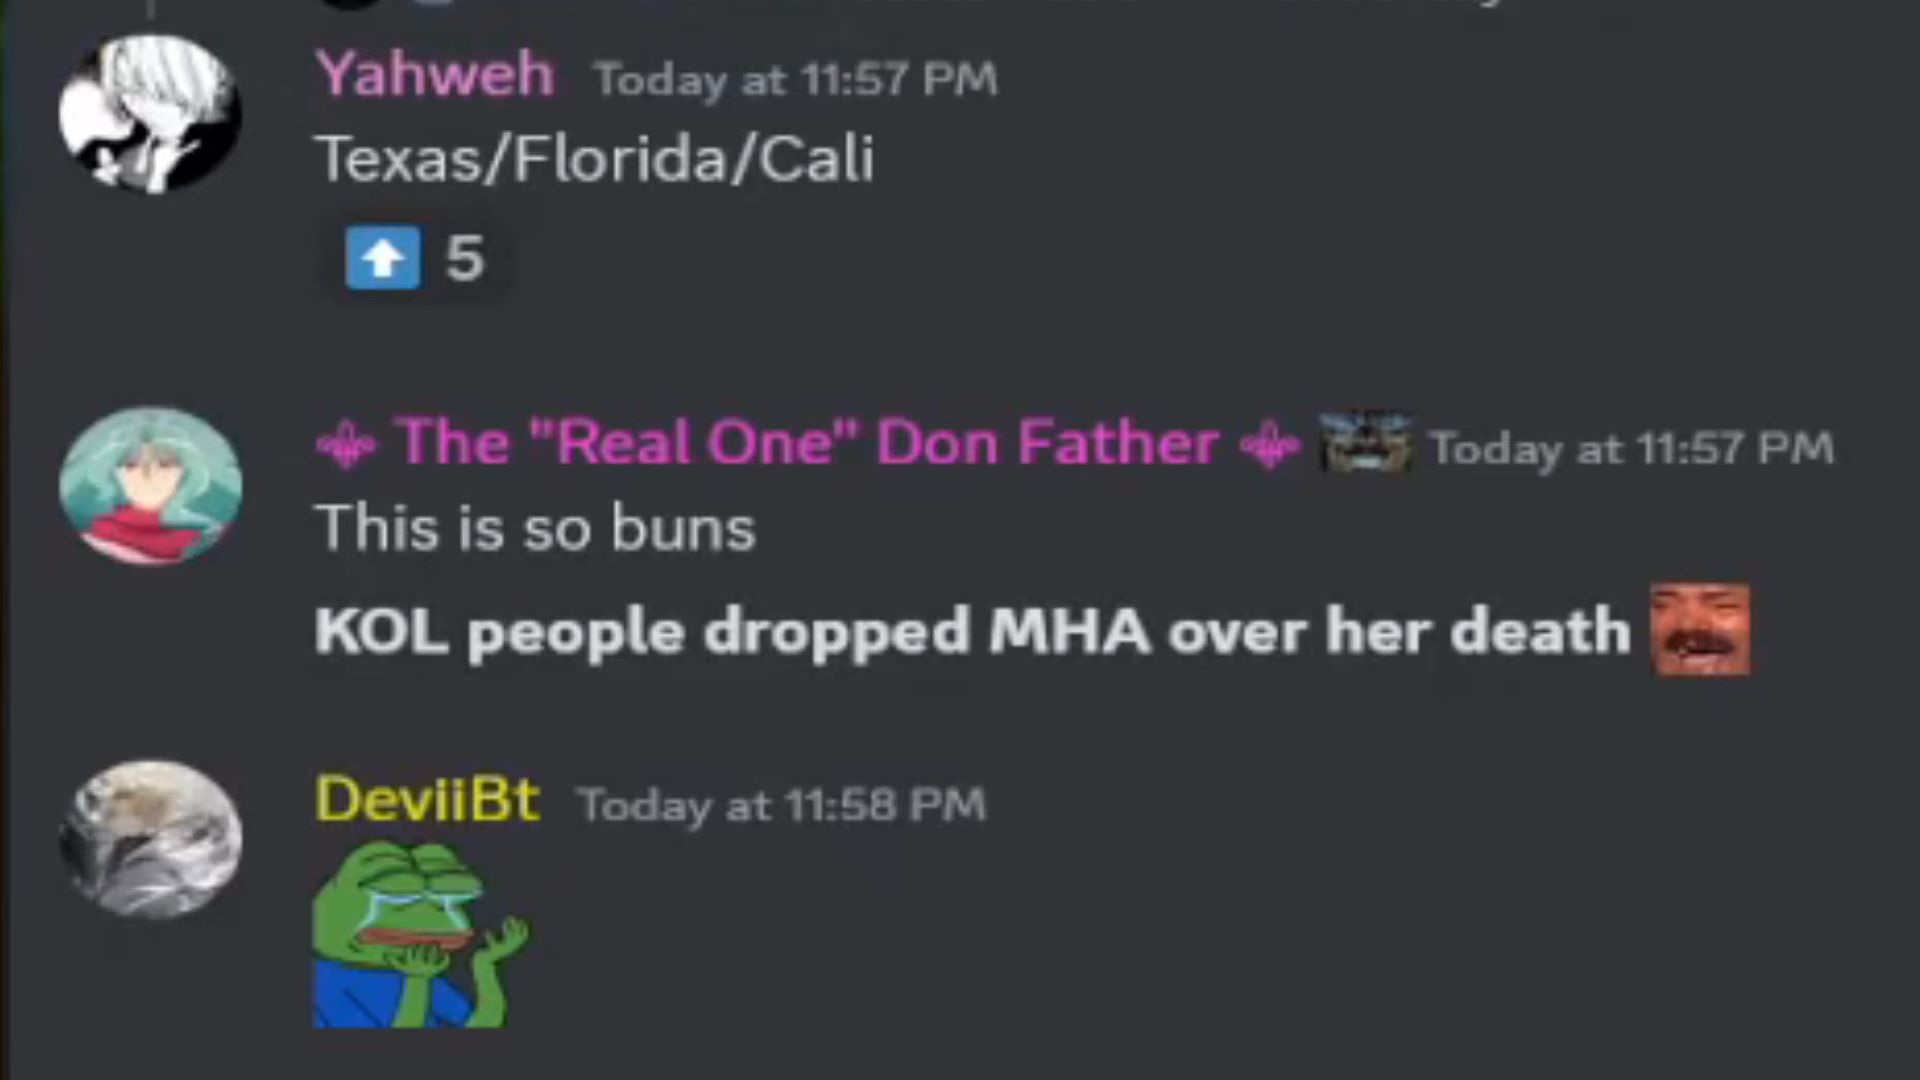 Yahweh Today at 11:57 PM
Texas/Florida/Cali
5
The "Real One" Don Father Today at 11:57 PM
This is so buns
KOL people dropped MHA over her death
DeviiBt Today at 11:58 PM